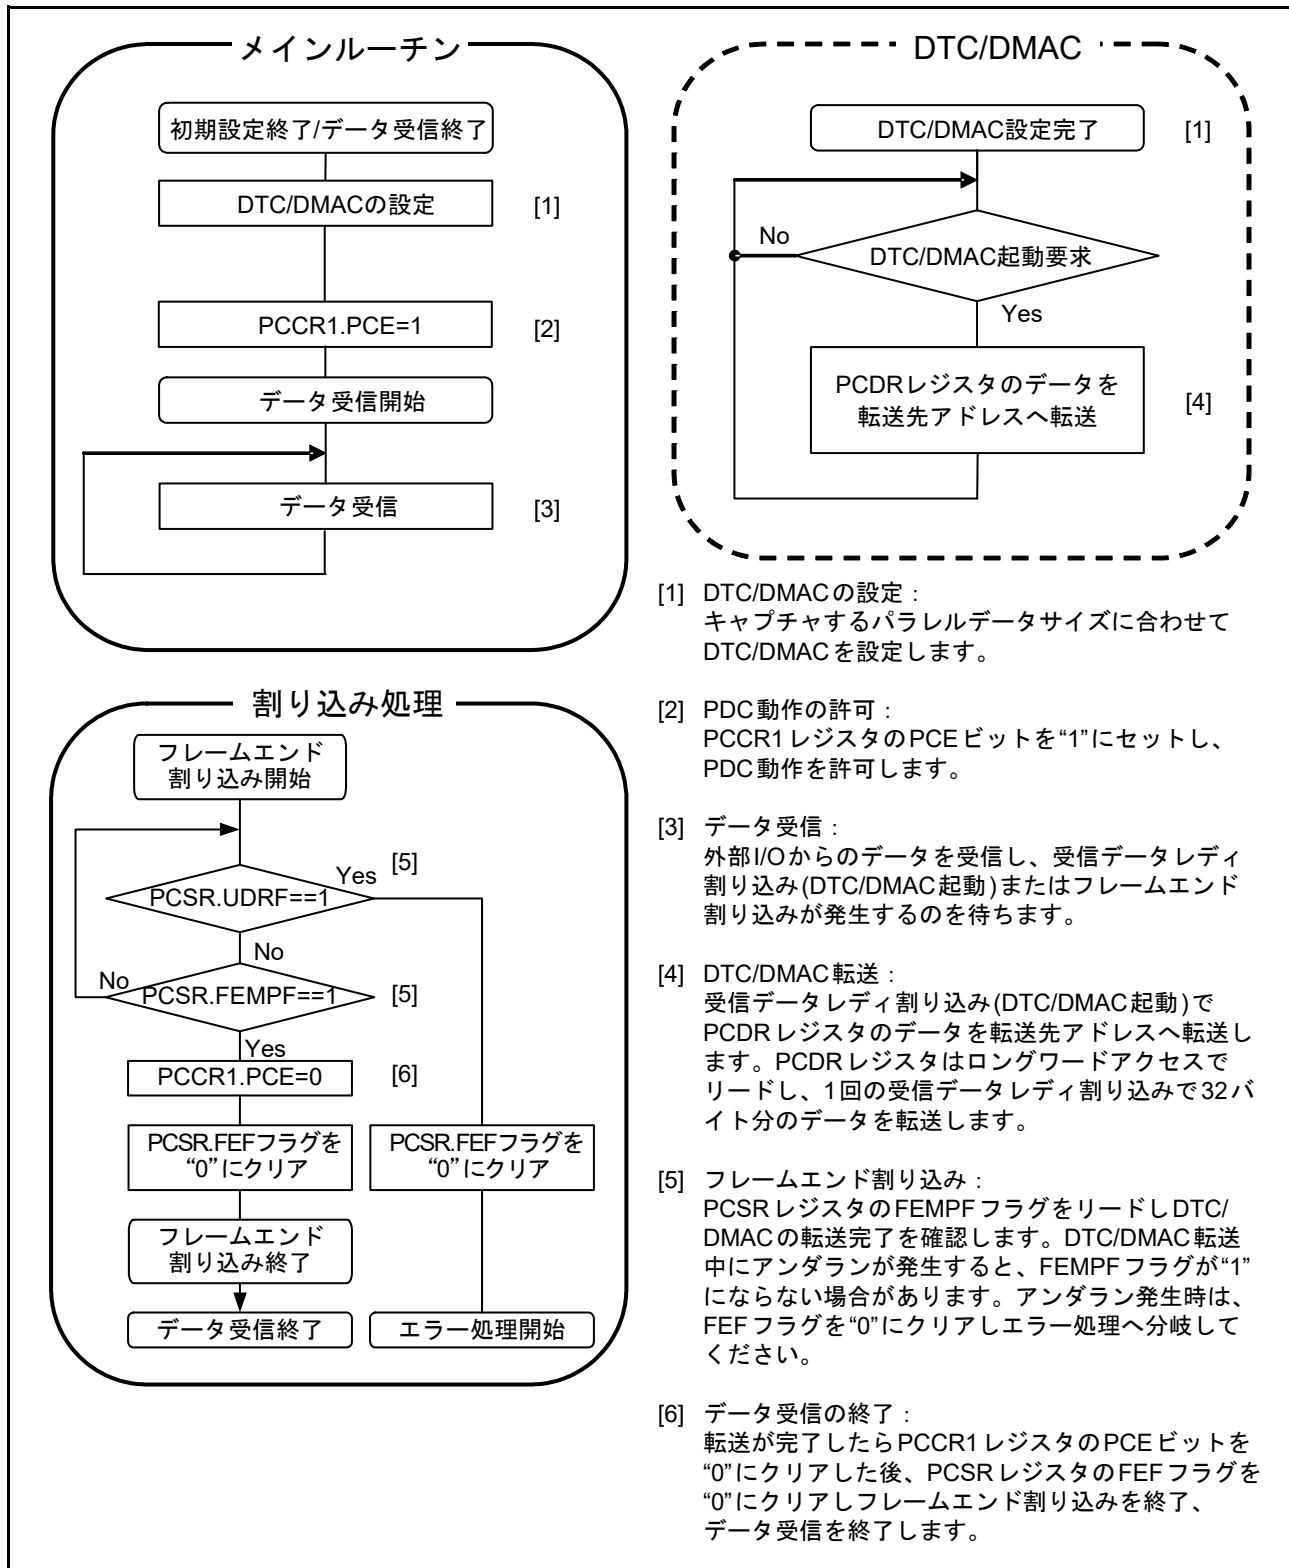 メインルーチン
初期設定終了/データ受信終了
DTC/DMACの設定
[1]
PCCR1.PCE=1
[2]
データ受信開始
データ受信
[3]
DTC/DMAC
DTC/DMAC設定完了
[1]
No
DTC/DMAC起動要求
Yes
PCDRレジスタのデータを
転送先アドレスへ転送
[4]
割り込み処理
フレームエンド
割り込み開始
PCSR.UDRF==1
Yes
[5]
No
No
PCSR.FEMPF==1
[5]
Yes
PCCR1.PCE=0
[6]
PCSR.FEFフラグを
“0”にクリア
PCSR.FEFフラグを
“0”にクリア
フレームエンド
割り込み終了
データ受信終了
エラー処理開始
[1] DTC/DMACの設定：
キャプチャするパラレルデータサイズに合わせて
DTC/DMACを設定します。
[2] PDC動作の許可：
PCCR1レジスタのPCEビットを“1”にセットし、
PDC動作を許可します。
[3] データ受信：
外部I/Oからのデータを受信し、受信データレディ
割り込み(DTC/DMAC起動)またはフレームエンド
割り込みが発生するのを待ちます。
[4] DTC/DMAC転送：
受信データレディ割り込み(DTC/DMAC起動)で
PCDRレジスタのデータを転送先アドレスへ転送し
ます。PCDRレジスタはロングワードアクセスで
リードし、1回の受信データレディ割り込みで32バ
イト分のデータを転送します。
[5] フレームエンド割り込み：
PCSRレジスタのFEMPFフラグをリードしDTC/
DMACの転送完了を確認します。DTC/DMAC転送
中にアンダランが発生すると、FEMPFフラグが“1”
にならない場合があります。アンダラン発生時は、
FEFフラグを“0”にクリアしエラー処理へ分岐して
ください。
[6] データ受信の終了：
転送が完了したらPCCR1レジスタのPCEビットを
“0”にクリアした後、PCSRレジスタのFEFフラグを
“0”にクリアしフレームエンド割り込みを終了、
データ受信を終了します。